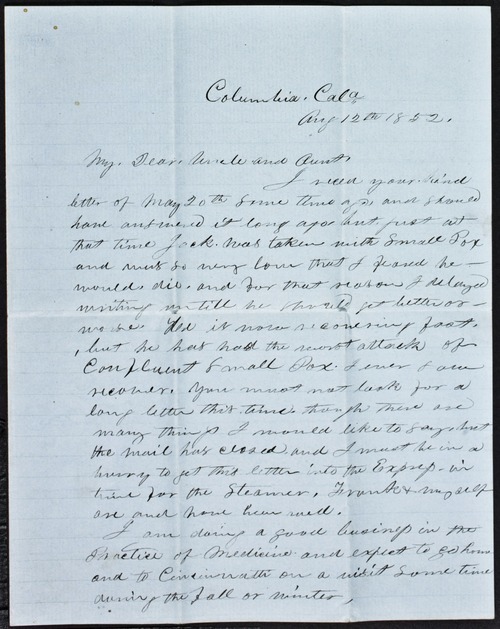 Columbia. Cala
Aug 12th 1852.
My. Dear. Uncle and Aunt
I recd your kind
letter of May 20th some time ago and should
have answered it long ago but just at
that time Jack. was taken with Small Pox
and was so very low that I feared he
would. die. and for that reason I delayed
writing untill he should get better or
worse. He is now recovering fast.
but he has had the worst attack of
Confluent Small Pox. I ever saw
recover. You must not look for a
long letter this time, though there are
many things I would like to say. but
the mail has closed and I must be in a
hurry to get this letter into the Express. in
time for the Steamer. Frank & myself
are and have been well.
I am doing a good business in the
Practice of Medicine and expect to go home
and to Cincinnati on a visit some time
during the fall or winter,